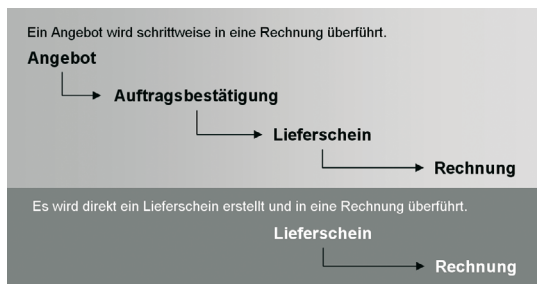 Ein Angebot wird schrittweise in eine Rechnung überführt.
Angebot
Auftragsbestätigung
Lieferschein
Rechnung
Es wird direkt ein Lieferschein erstellt und in eine Rechnung überführt.
Lieferschein
Rechnung